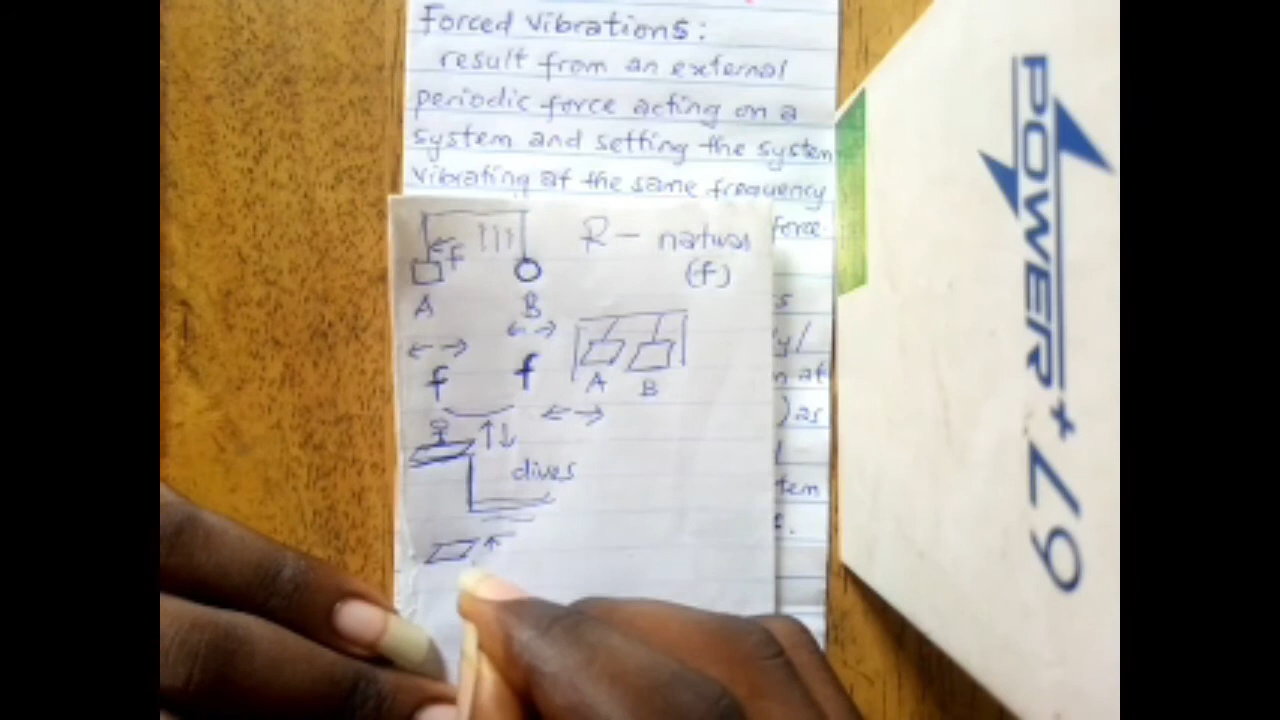 Forced Vibrations:
result from an external
periodic force acting on a
system and setting the system
vibrating at the same frequency
force.
R - natural
(f)
F
A B
f f
A B
dives
s
y/
n at
) as
tem
s.
POWER+ L9